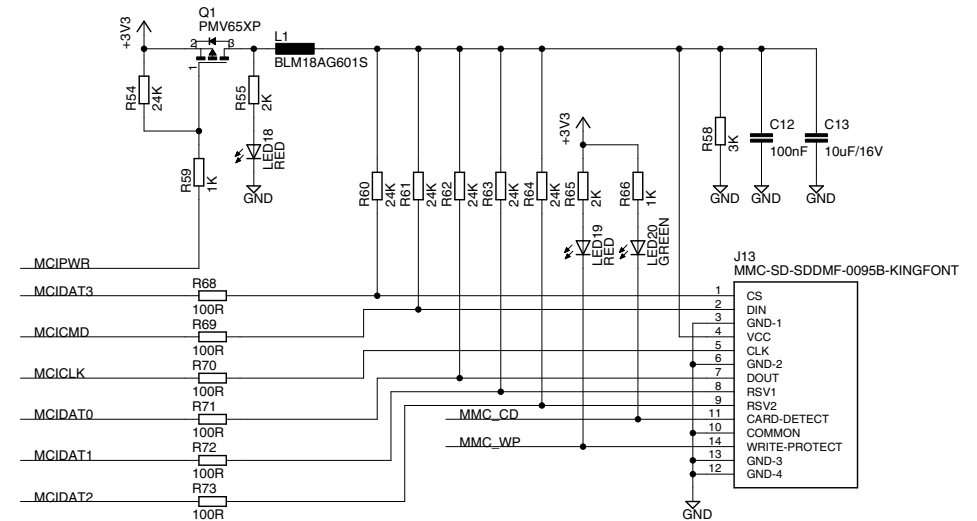 Q1
PMV65XP
+3V3
2
3
1
L1
BLM18AG601S
R54
24K
R55
2K
LED18
RED
GND
R59
1K
R60
24K
R61
24K
R62
24K
R63
24K
R64
24K
+3V3
R65
2K
R66
1K
LED19
RED
LED20
GREEN
R58
3K
C12
100nF
C13
10uF/16V
GND
GND
GND
MCIPWR
MCIDAT3
R68
100R
MCICMD
R69
100R
MCICLK
R70
100R
MCIDAT0
R71
100R
MCIDAT1
R72
100R
MCIDAT2
R73
100R
MMC_CD
MMC_WP
J13
MMC-SD-SDDMF-0095B-KINGFONT
1 CS
2 DIN
3 GND-1
4 VCC
5 CLK
6 GND-2
7 DOUT
8 RSV1
9 RSV2
11 CARD-DETECT
10 COMMON
14 WRITE-PROTECT
13 GND-3
12 GND-4
GND